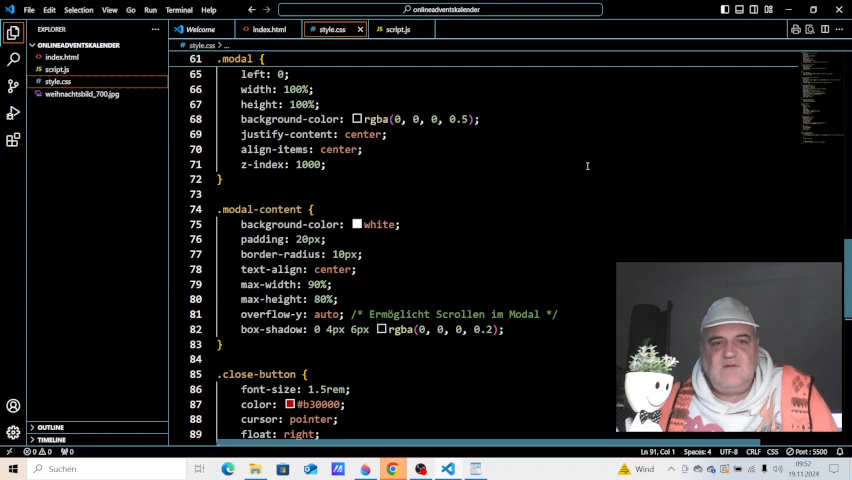 File Edit Selection View Go Run Terminal Help
onlineadventskalender
EXPLORER
ONLINEADVENTSKALENDER
index.html
script.js
style.css
weihnachtsbild_700.jpg
OUTLINE
TIMELINE
Welcome index.html style.css script.js
style.css > ...
61 .modal {
65 left: 0;
66 width: 100%;
67 height: 100%;
68 background-color: rgba(0, 0, 0, 0.5);
69 justify-content: center;
70 align-items: center;
71 z-index: 1000;
72 }
73
74 .modal-content {
75 background-color: white;
76 padding: 20px;
77 border-radius: 10px;
78 text-align: center;
79 max-width: 90%;
80 max-height: 80%;
81 overflow-y: auto; /* Ermöglicht Scrollen im Modal */
82 box-shadow: 0 4px 6px rgba(0, 0, 0, 0.2);
83 }
84
85 .close-button {
86 font-size: 1.5rem;
87 color: #b30000;
88 cursor: pointer;
89 float: right;
0 0 0 Ln 91, Col 1 Spaces: 4 UTF-8 CRLF CSS Port : 5500
Suchen Wind 09:52
19.11.2024